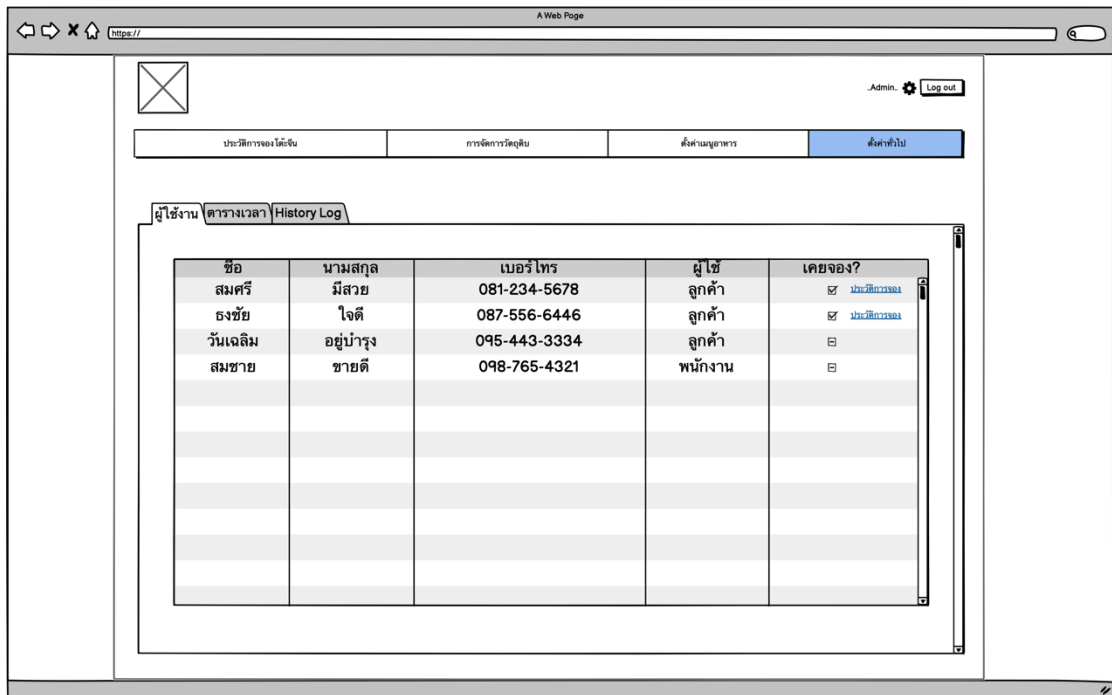 A Web Page
https://
..Admin.. Log out
ประวัติการจองโต๊ะจีน การจัดการวัตถุดิบ ตั้งค่าเมนูอาหาร ตั้งค่าทั่วไป
ผู้ใช้งาน ตารางเวลา History Log
ชื่อ นามสกุล เบอร์โทร ผู้ใช้ เคยจอง?
สมศรี มีสวย 081-234-5678 ลูกค้า ประวัติการจอง
ธงชัย ใจดี 087-556-6446 ลูกค้า ประวัติการจอง
วันเฉลิม อยู่บำรุง 095-443-3334 ลูกค้า
สมชาย ขายดี 098-765-4321 พนักงาน